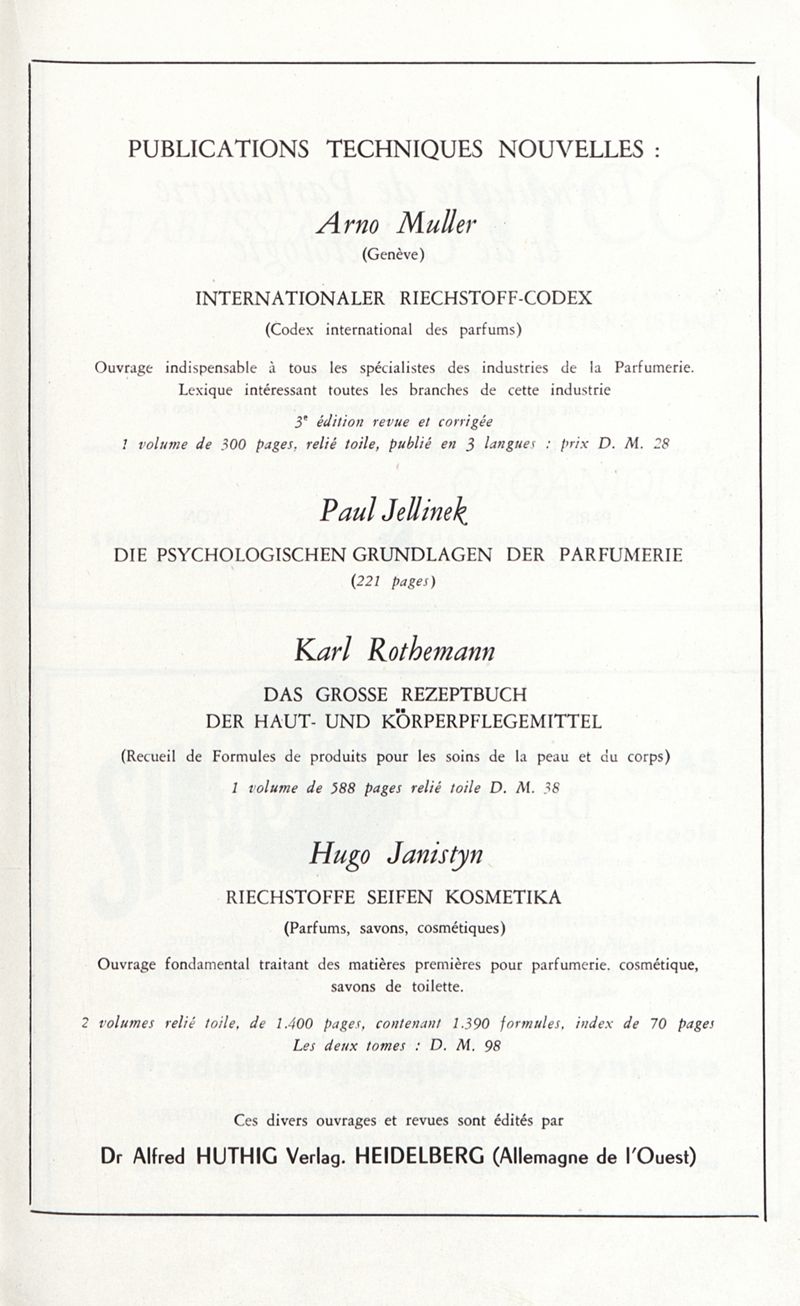 PUBLICATIONS TECHNIQUES NOUVELLES :
Arno Muller
(Genève)
INTERNATIONALER RIECHSTOFF-CODEX
(Codex international des parfums)
Ouvrage indispensable à tous les spécialistes des industries de la Parfumerie.
Lexique intéressant toutes les branches de cette industrie
3e édition revue et corrigée
1 volume de 300 pages, relié toile, publié en 3 langues : prix D. M. 28
Paul Jellinek
DIE PSYCHOLOGISCHEN GRUNDLAGEN DER PARFUMERIE
(221 pages)
Karl Rothemann
DAS GROSSE REZEPTBUCH
DER HAUT- UND KÖRPERPFLEGEMITTEL
(Recueil de Formules de produits pour les soins de la peau et du corps)
1 volume de 588 pages relié toile D. M. 38
Hugo Janistyn
RIECHSTOFFE SEIFEN KOSMETIKA
(Parfums, savons, cosmétiques)
Ouvrage fondamental traitant des matières premières pour parfumerie. cosmétique,
savons de toilette.
2 volumes relié toile, de 1.400 pages, contenant 1.390 formules, index de 70 pages
Les deux tomes : D. M. 98
Ces divers ouvrages et revues sont édités par
Dr Alfred HUTHIG Verlag. HEIDELBERG (Allemagne de l'Ouest)